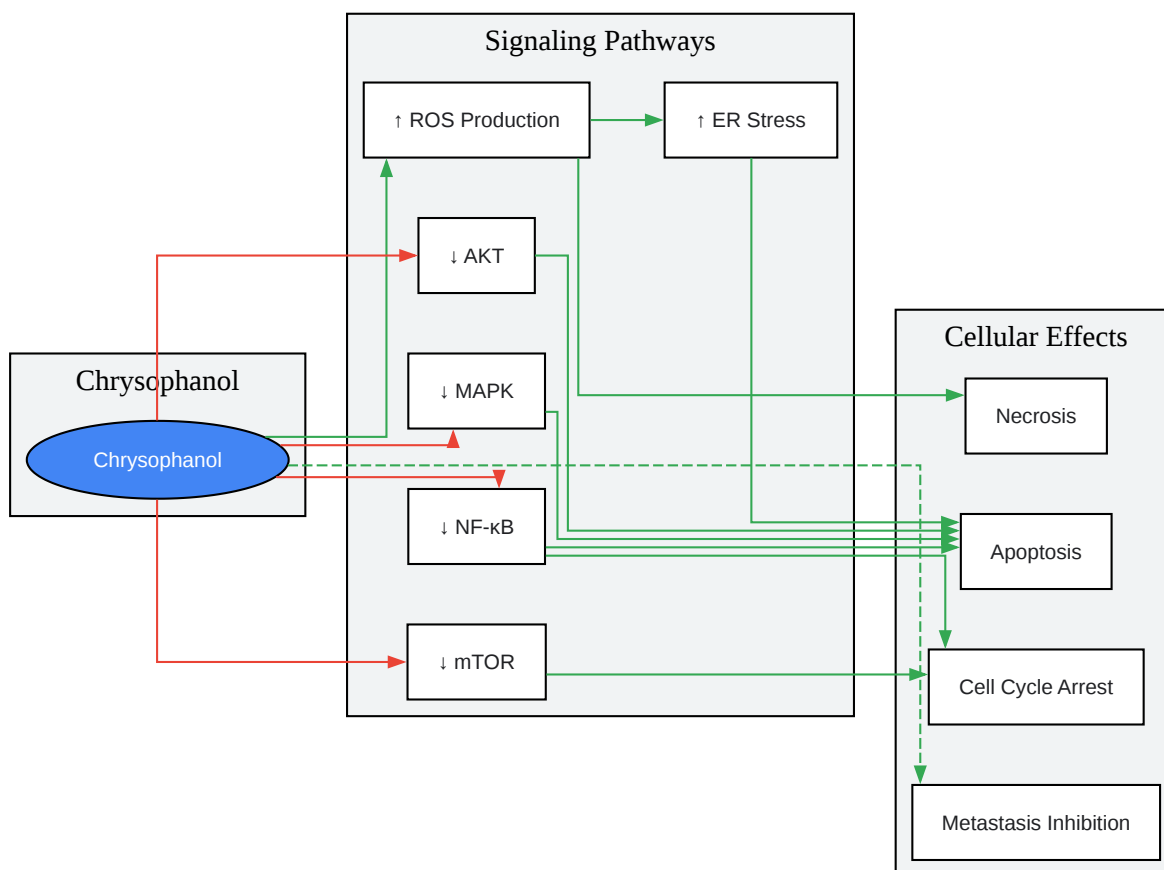 Signaling Pathways
↑ ROS Production
↑ ER Stress
↓ AKT
Cellular Effects
Chrysophanol
↓ MAPK
Necrosis
Chrysophanol
↓ NF-κB
Apoptosis
↓ mTOR
Cell Cycle Arrest
Metastasis Inhibition